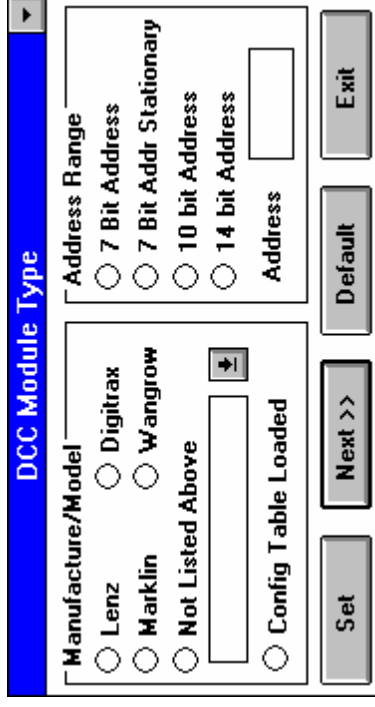 DCC Module Type
Manufacture/Model
Lenz
Digitrax
Marklin
Wangrow
Not Listed Above
Config Table Loaded
Address Range
7 Bit Address
7 Bit Addr Stationary
10 bit Address
14 bit Address
Address
Set
Next >>
Default
Exit